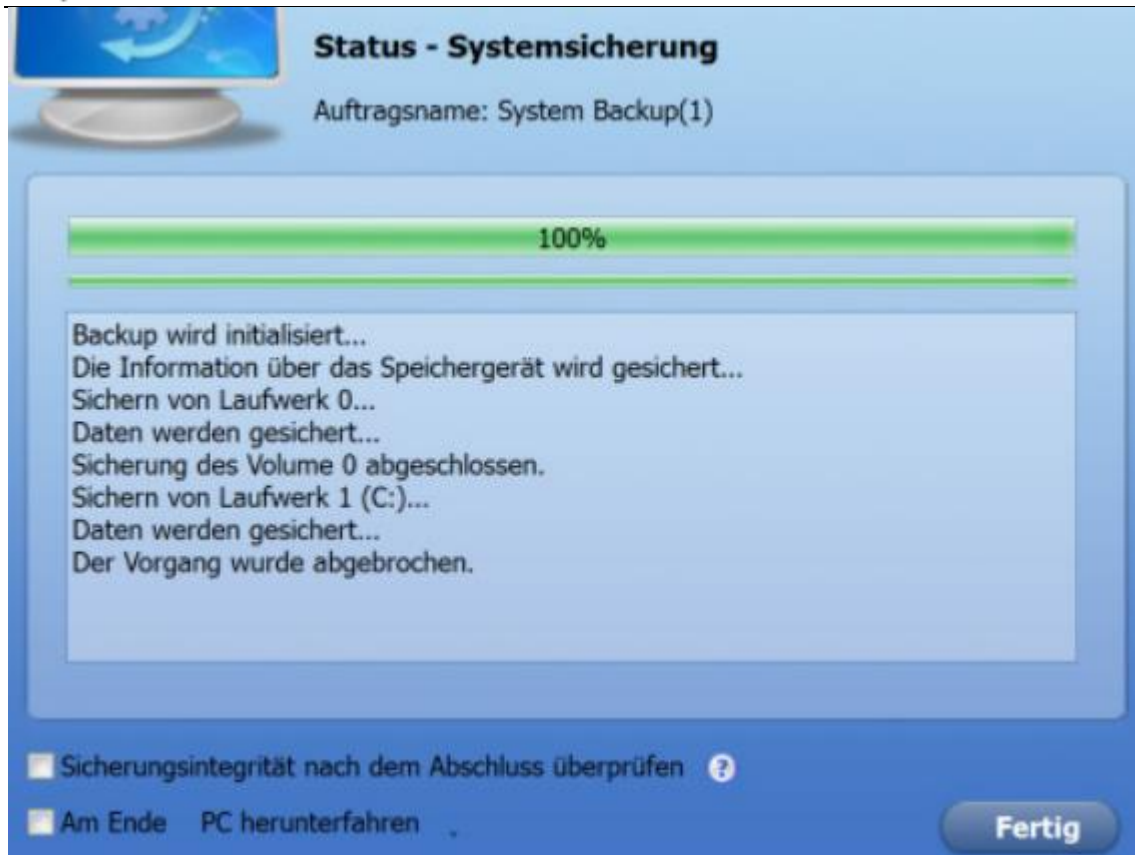 Status - Systemsicherung
Auftragsname: System Backup(1)
100%
Backup wird initialisiert...
Die Information über das Speichergerät wird gesichert...
Sichern von Laufwerk 0...
Daten werden gesichert...
Sicherung des Volume 0 abgeschlossen.
Sichern von Laufwerk 1 (C:)...
Daten werden gesichert...
Der Vorgang wurde abgebrochen.
Sicherungsintegrität nach dem Abschluss überprüfen ?
Am Ende PC herunterfahren .
Fertig